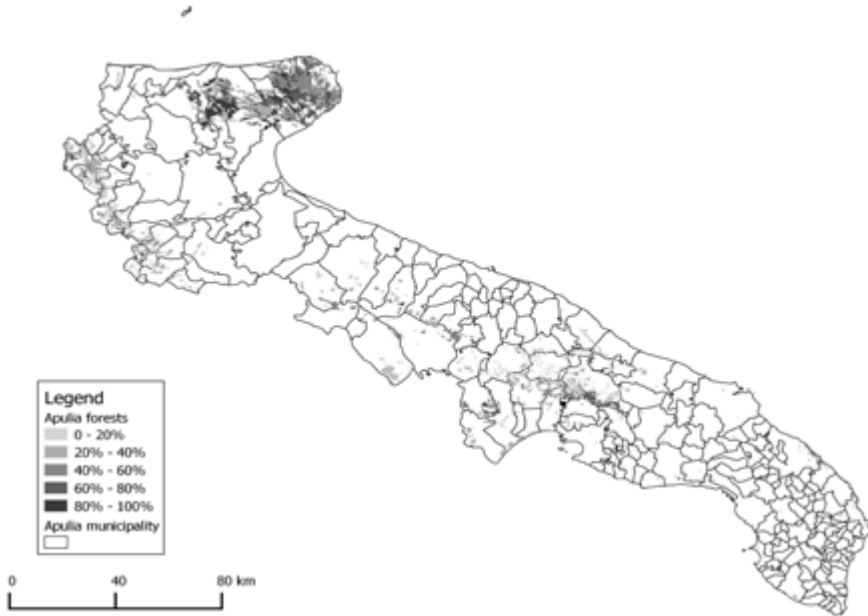 Legend
Apulia forests
0 - 20%
20% - 40%
40% - 60%
60% - 80%
80% - 100%
Apulia municipality
0 40 80 km